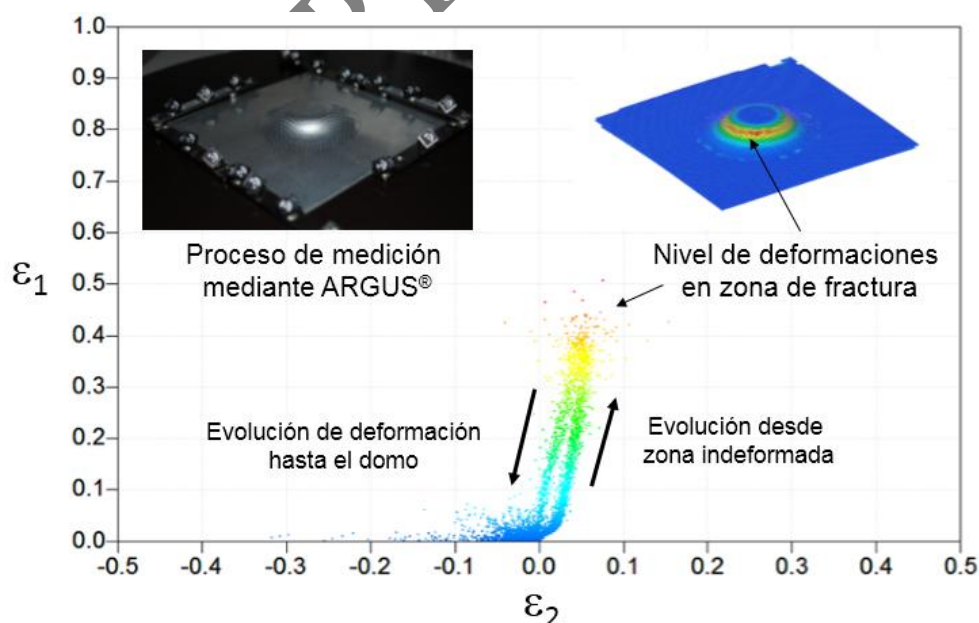 1.0
0.9
0.8
0.7
0.6
0.5
0.4
0.3
0.2
0.1
0.0
ε1
Proceso de medición
mediante ARGUS®
Nivel de deformaciones
en zona de fractura
Evolución de deformación
hasta el domo
Evolución desde
zona indeformada
-0.5 -0.4 -0.3 -0.2 -0.1 0.0 0.1 0.2 0.3 0.4 0.5
ε2